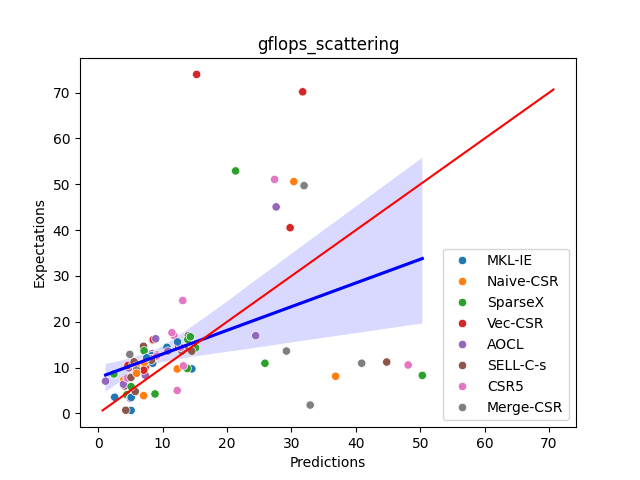 gflops_scattering
Expectations
70
60
50
40
30
20
10
0
0 10 20 30 40 50 60 70
Predictions
MKL-IE
Naive-CSR
SparseX
Vec-CSR
AOCL
SELL-C-s
CSR5
Merge-CSR